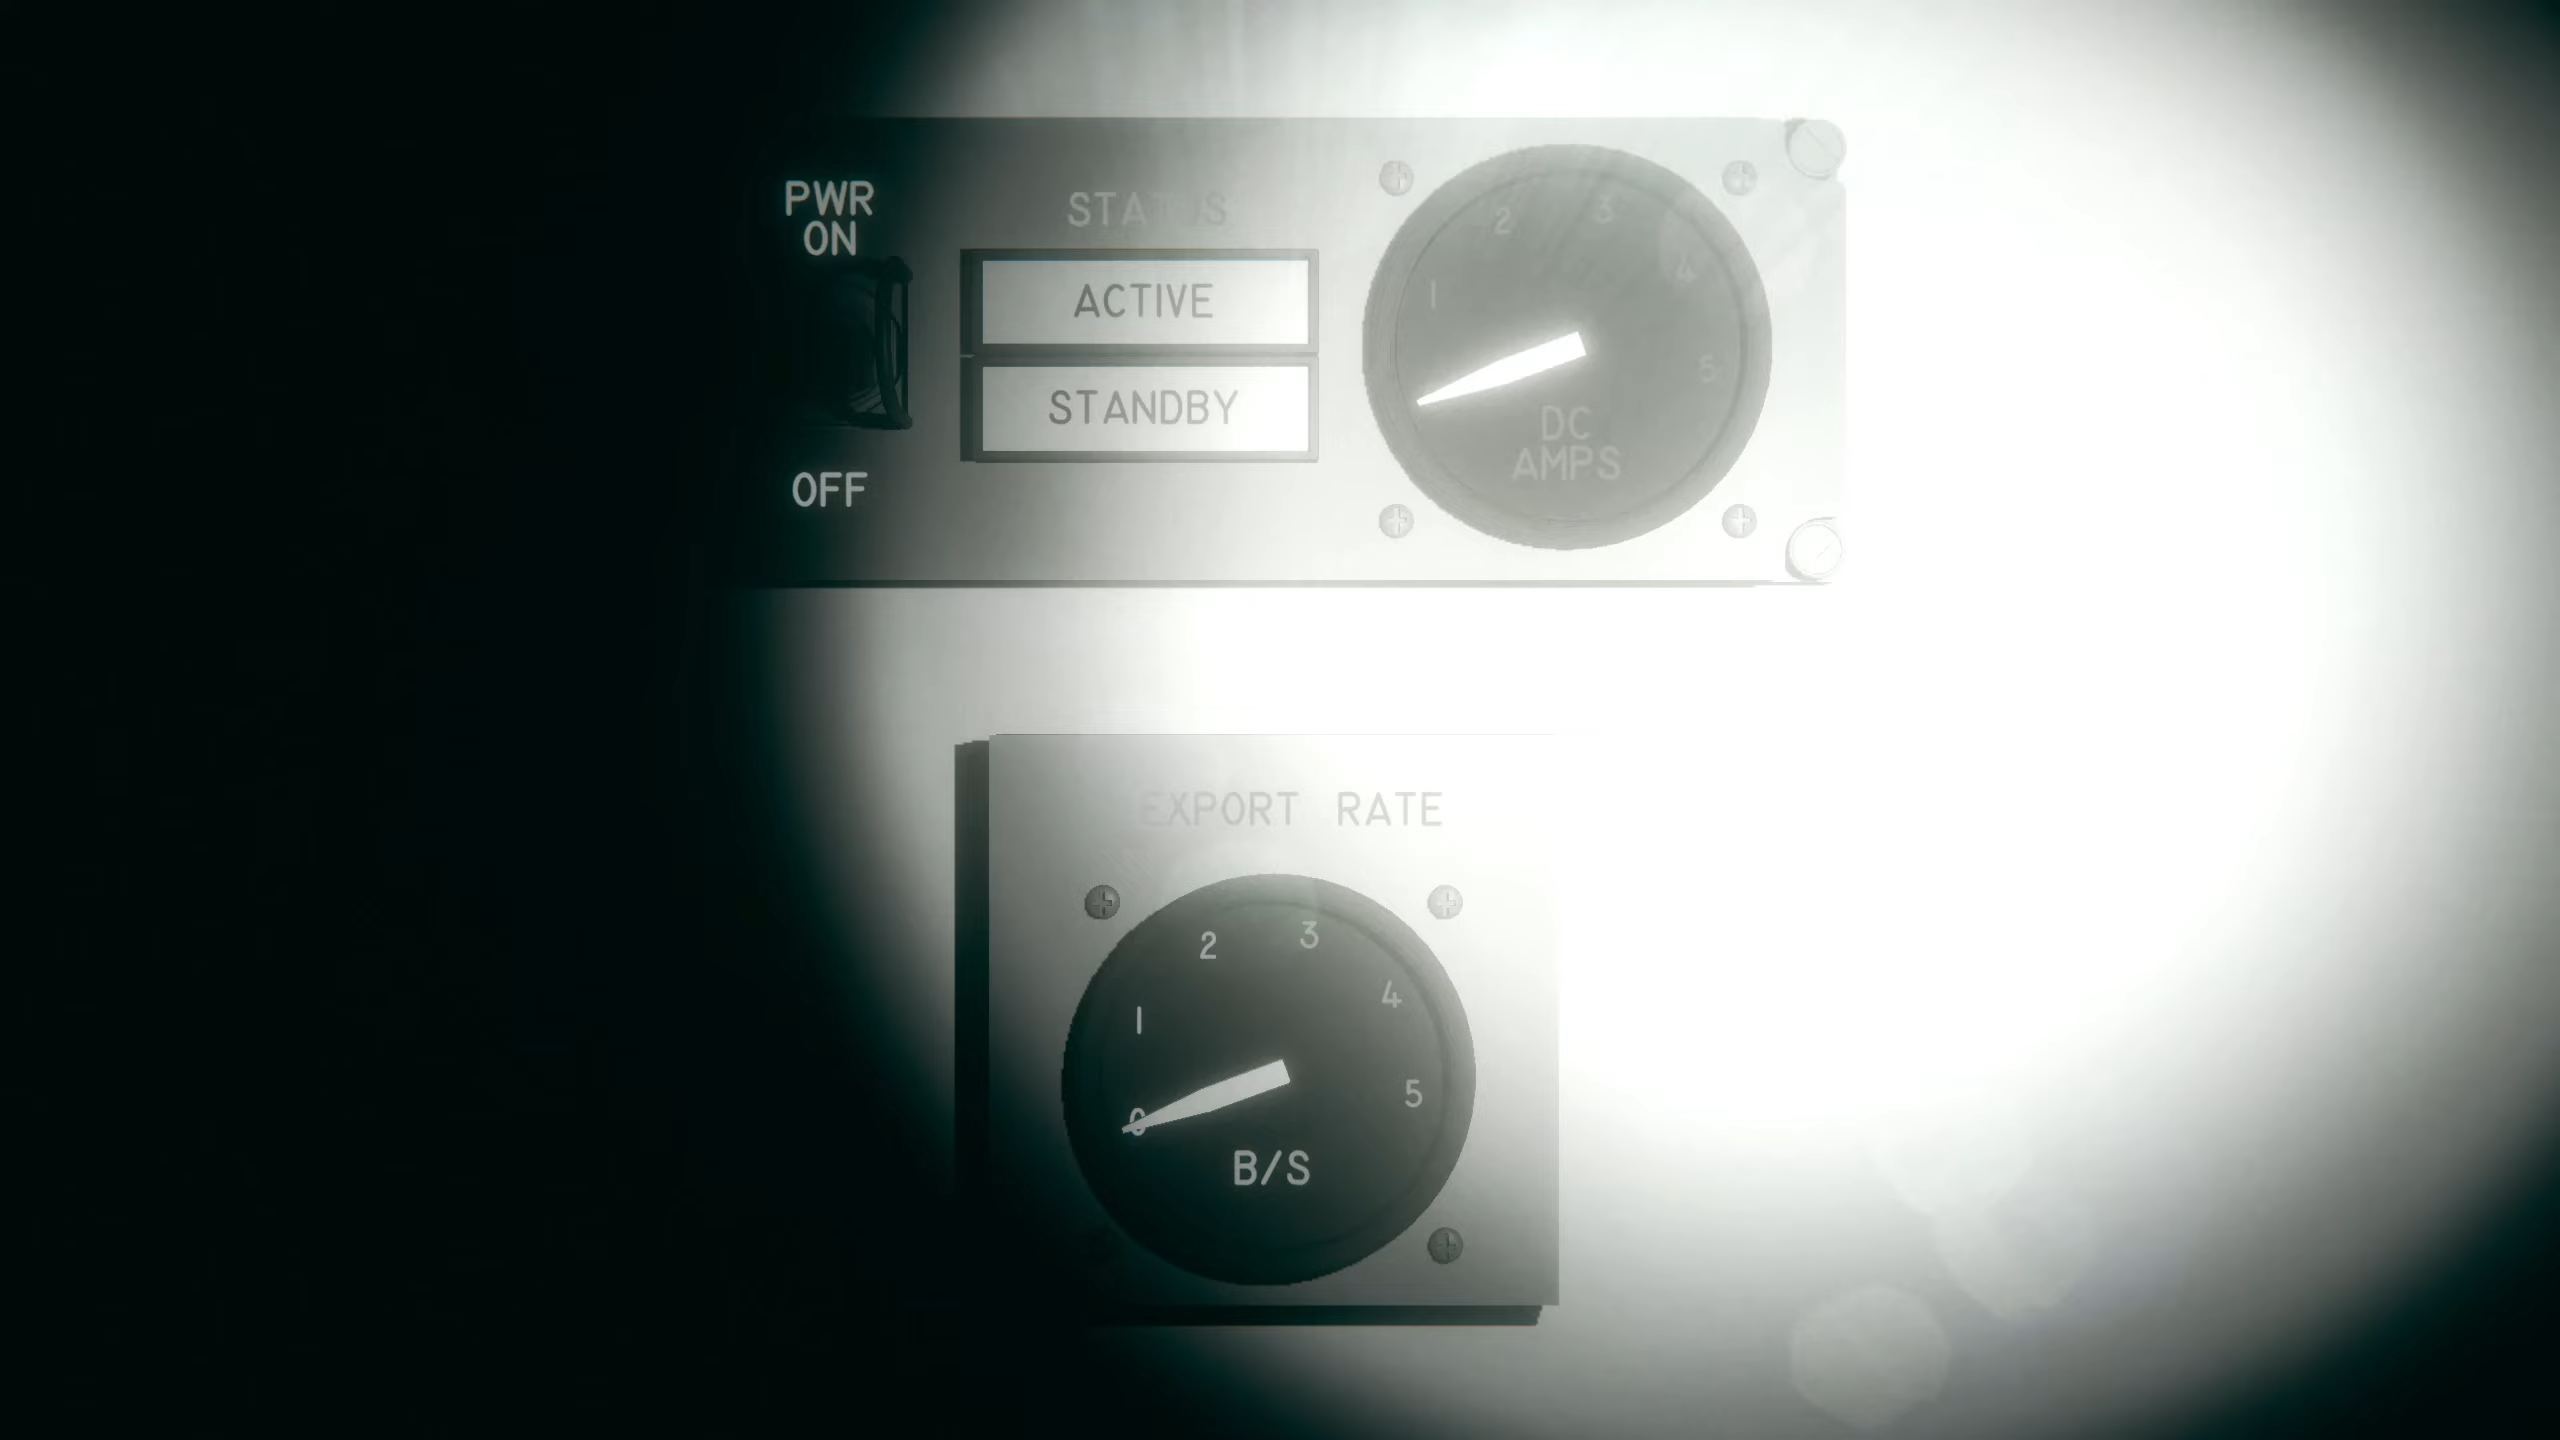 PWR
ON
OFF
STATUS
ACTIVE
STANDBY
1
2
3
4
5
DC
AMPS
EXPORT RATE
0
1
2
3
4
5
B/S